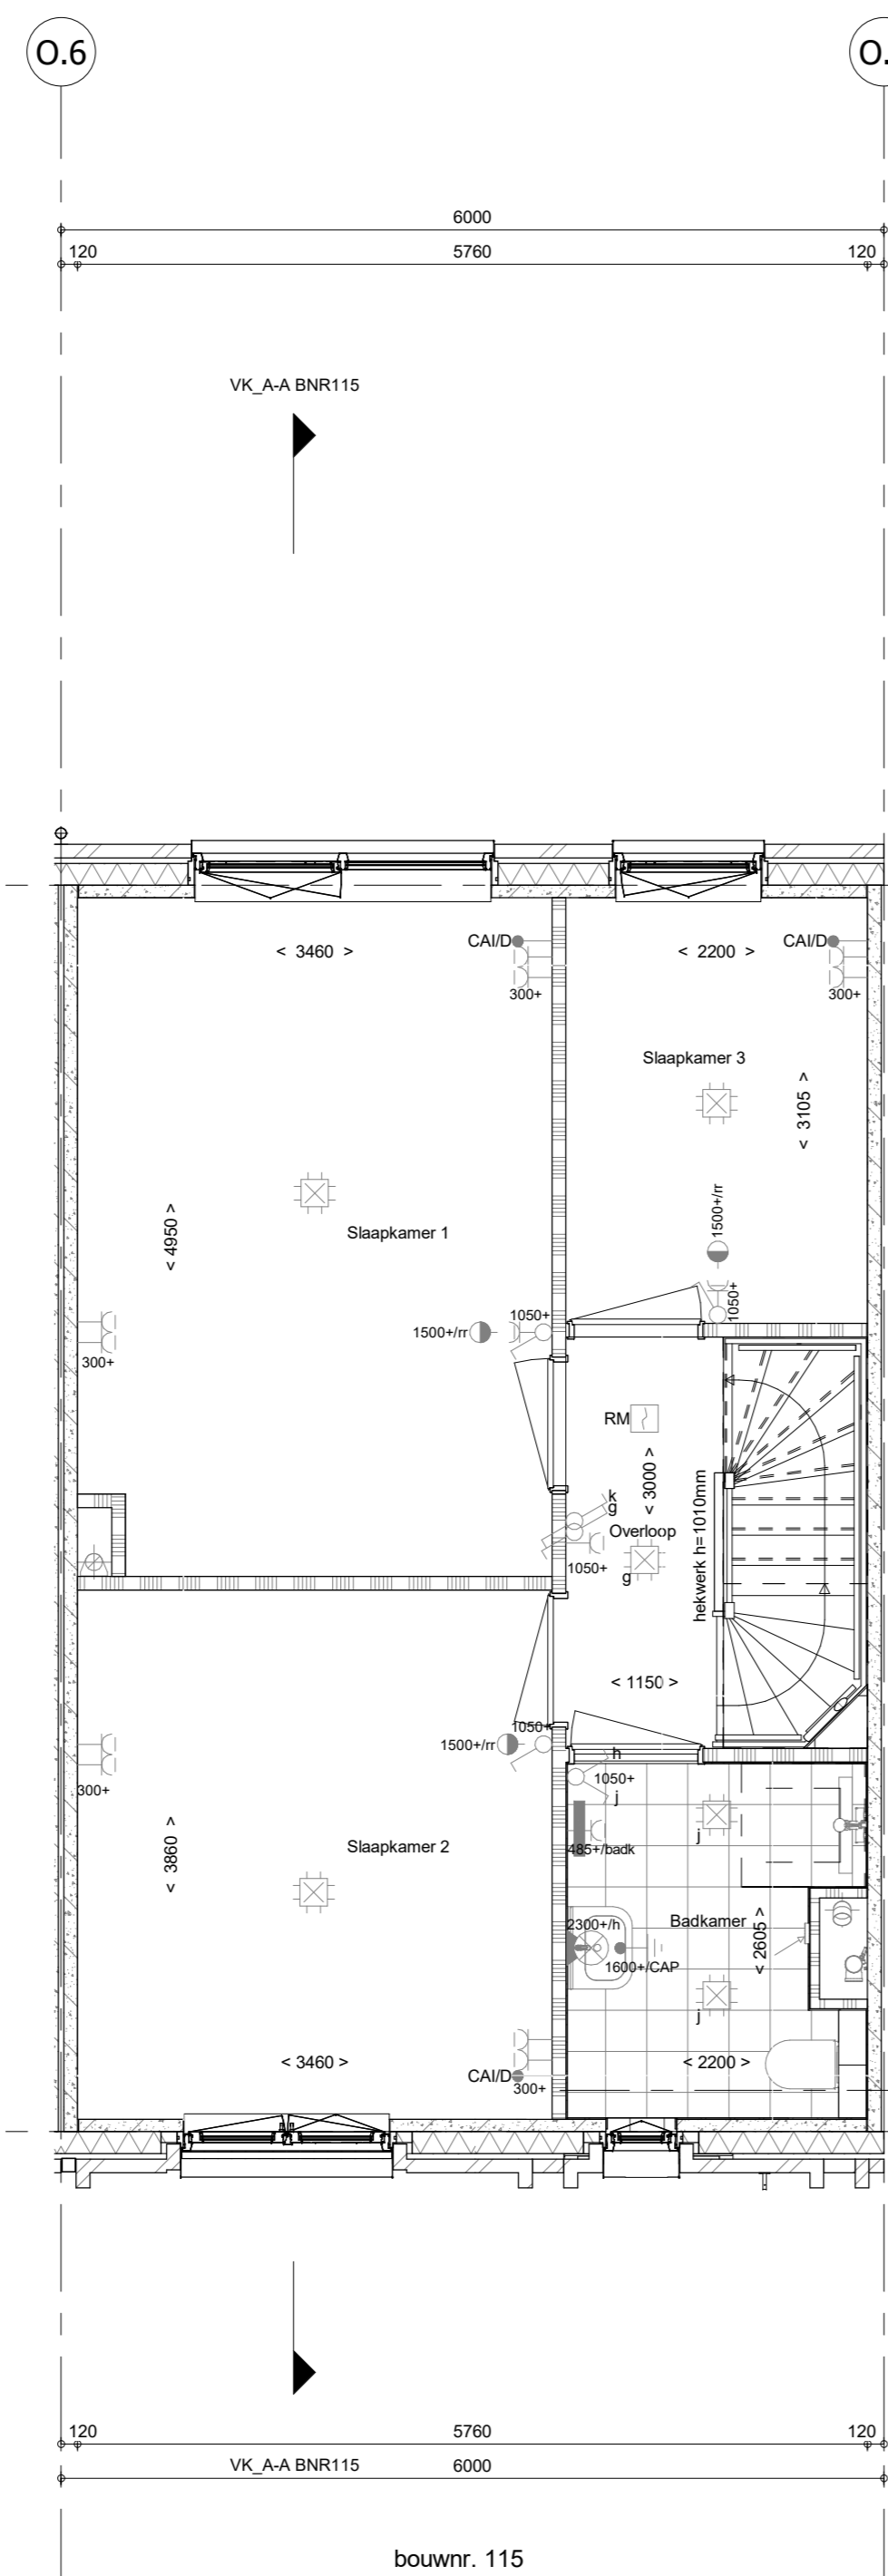 O.6
O.
6000
120 5760 120
VK_A-A BNR115
< 3460 >
CAI/D
300+
< 2200 >
CAI/D
300+
Slaapkamer 3
< 3105 >
Slaapkamer 1
< 4950 >
1500+/rr
1050+
1500+/rr
1050+
300+
RM
< 3000 >
k
g
Overloop
1050+
g
hekwerk h=1010mm
< 1150 >
1500+/rr
1050+
h
1050+
j
300+
485+/badk
j
Slaapkamer 2
< 3860 >
2300+/h
Badkamer
< 2605 >
1600+/CAP
j
< 3460 >
CAI/D
300+
< 2200 >
120 5760 120
VK_A-A BNR115 6000
bouwnr. 115